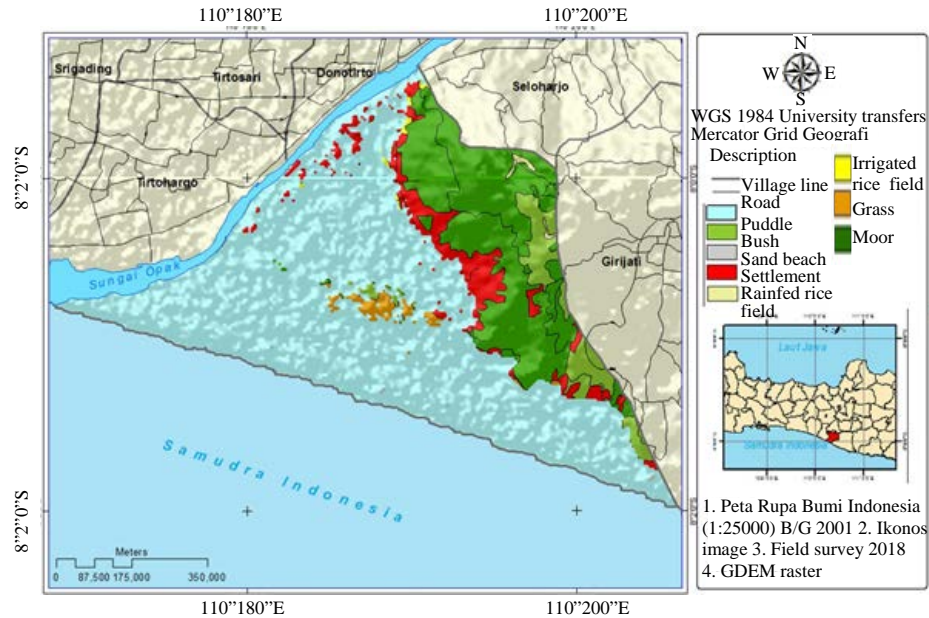 110”180”E 110”200”E
Srigading
Tirtosari
Donotirto
Seloharjo
Tirtohargo
Sungai Opak
Girijati
Samudra Indonesia
8”2”0”S
8”2”0”S
Meters
0 87,500 175,000 350,000
110”180”E 110”200”E
N
W E
S
WGS 1984 University transfers
Mercator Grid Geografi
Description
Village line
Road
Puddle
Bush
Sand beach
Settlement
Rainfed rice
field
Irrigated
rice field
Grass
Moor
Laut Jawa
Samudra Indonesia
1. Peta Rupa Bumi Indonesia
(1:25000) B/G 2001 2. Ikonos
image 3. Field survey 2018
4. GDEM raster